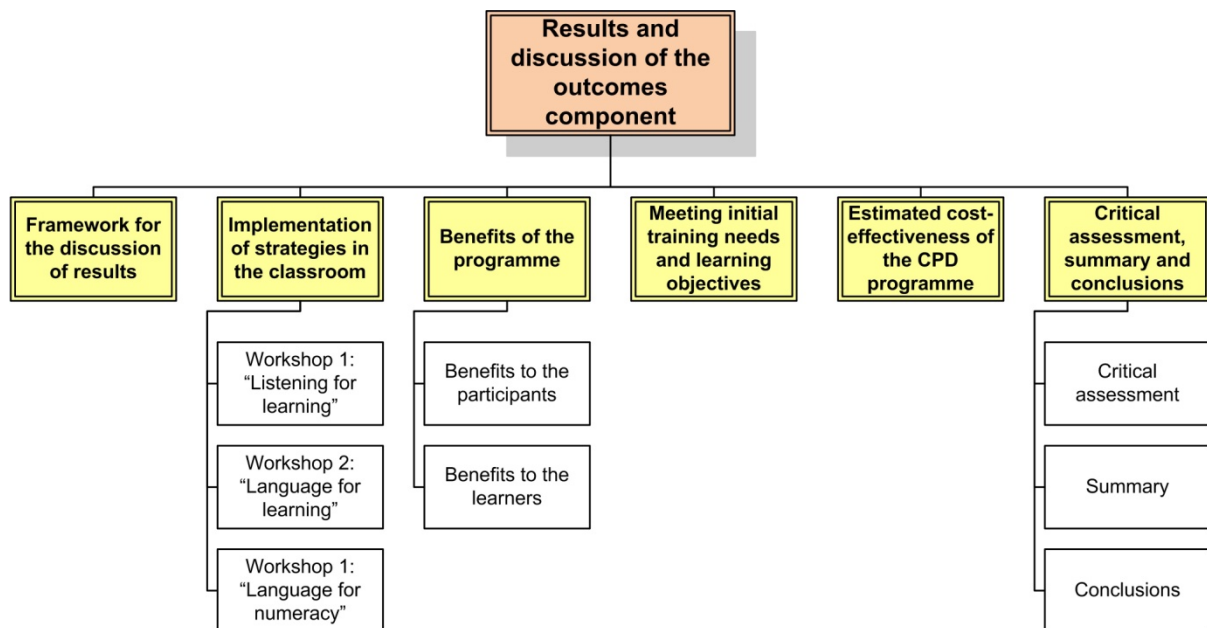 Results and
discussion of the
outcomes
component
Framework for
the discussion
of results
Implementation
of strategies in
the classroom
Benefits of the
programme
Meeting initial
training needs
and learning
objectives
Estimated cost-
effectiveness of
the CPD
programme
Critical
assessment,
summary and
conclusions
Workshop 1:
“Listening for
learning”
Workshop 2:
“Language for
learning”
Workshop 1:
“Language for
numeracy”
Benefits to the
participants
Benefits to the
learners
Critical
assessment
Summary
Conclusions